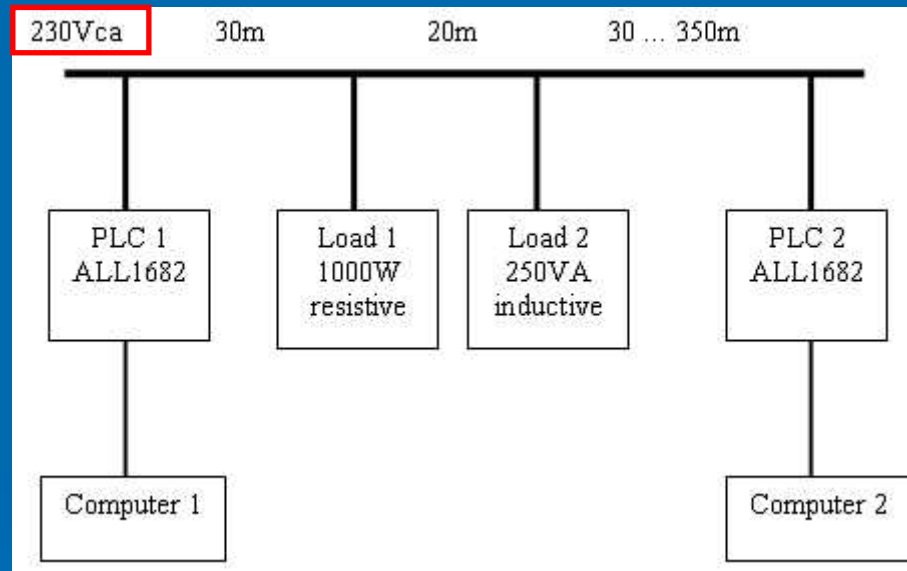 230Vca 30m 20m 30 ... 350m
PLC 1
ALL1682
Load 1
1000W
resistive
Load 2
250VA
inductive
PLC 2
ALL1682
Computer 1
Computer 2